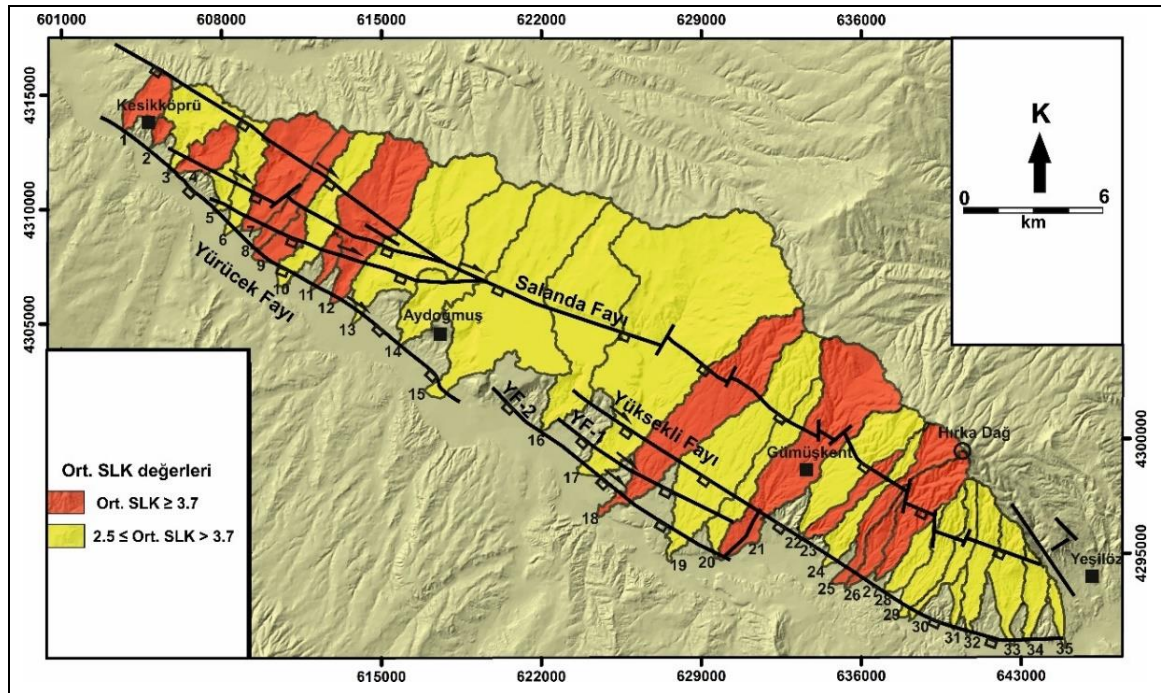 601000 608000 615000 622000 629000 636000
4315000
4310000
4305000
4300000
4295000
K
0 6
km
Kesikköprü
Yürücek Fayı
Salanda Fayı
Aydoğmuş
YF-2
YF-1
Yüksekli Fayı
Gümüşkent
Hırka Dağ
Yeşilöz
1
2
3
4
5
6
7
8
9
10
11
12
13
14
15
16
17
18
19
20
21
22
23
24
25
26
27
28
29
30
31
32
33
34
35
Ort. SLK değerleri
Ort. SLK ≥ 3.7
2.5 ≤ Ort. SLK > 3.7
615000 622000 629000 636000 643000